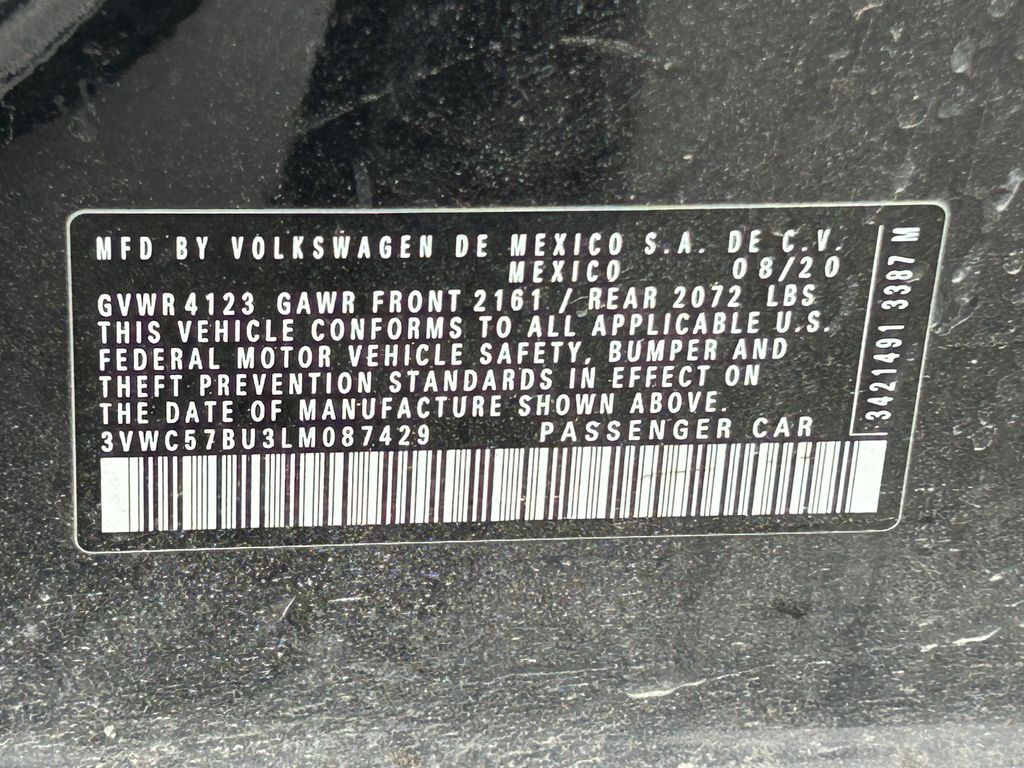 MFD BY VOLKSWAGEN DE MEXICO S.A. DE C.V.
MEXICO 08/20
GVWR 4123 GAWR FRONT 2161 / REAR 2072 LBS
THIS VEHICLE CONFORMS TO ALL APPLICABLE U.S.
FEDERAL MOTOR VEHICLE SAFETY, BUMPER AND
THEFT PREVENTION STANDARDS IN EFFECT ON
THE DATE OF MANUFACTURE SHOWN ABOVE.
3VWC57BU3LM087429 PASSENGER CAR
3421491 3387 M